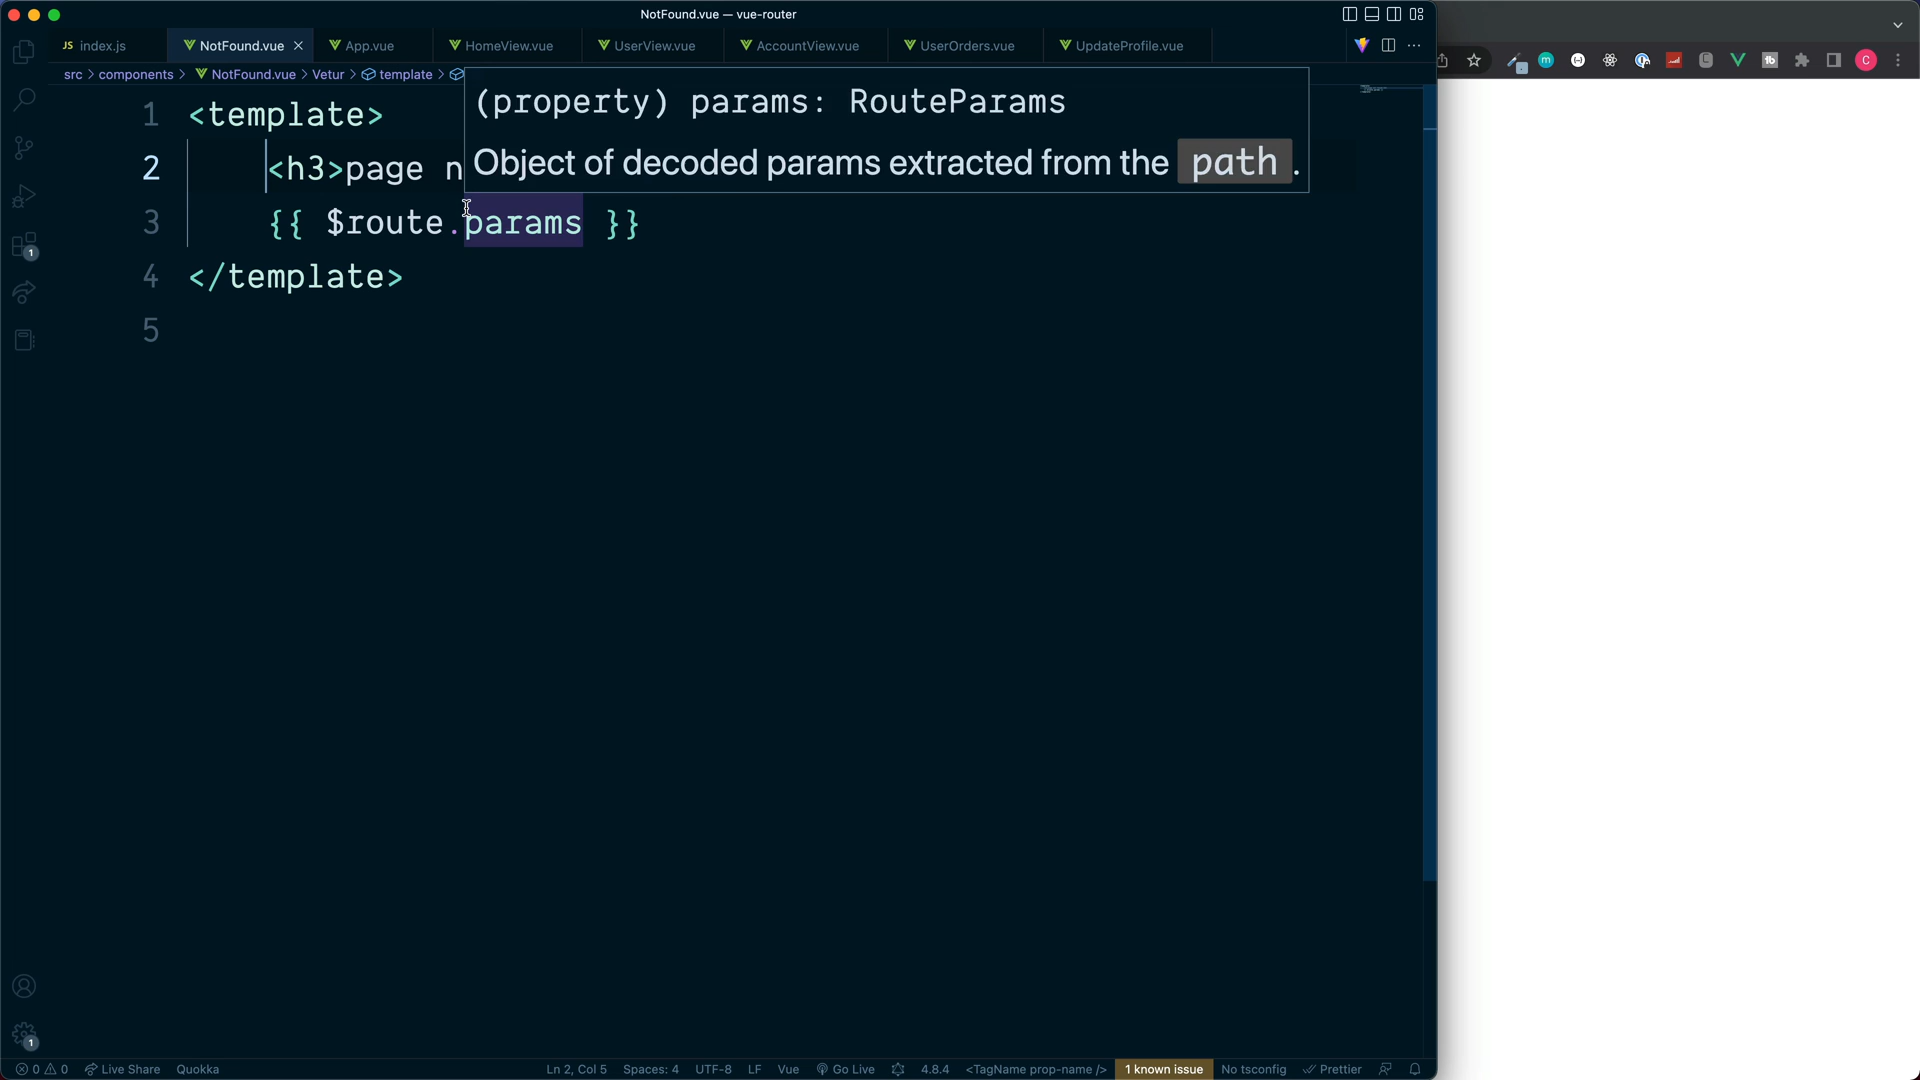 NotFound.vue — vue-router
JS index.js NotFound.vue App.vue HomeView.vue UserView.vue AccountView.vue UserOrders.vue UpdateProfile.vue
src > components > NotFound.vue > Vetur > template >
(property) params: RouteParams
Object of decoded params extracted from the path.
1 <template>
2 <h3>page n
3 {{ $route.params }}
4 </template>
5
1
1
0 0 Live Share Quokka Ln 2, Col 5 Spaces: 4 UTF-8 LF Vue Go Live 4.8.4 <TagName prop-name /> 1 known issue No tsconfig Prettier
m
L
tb
C